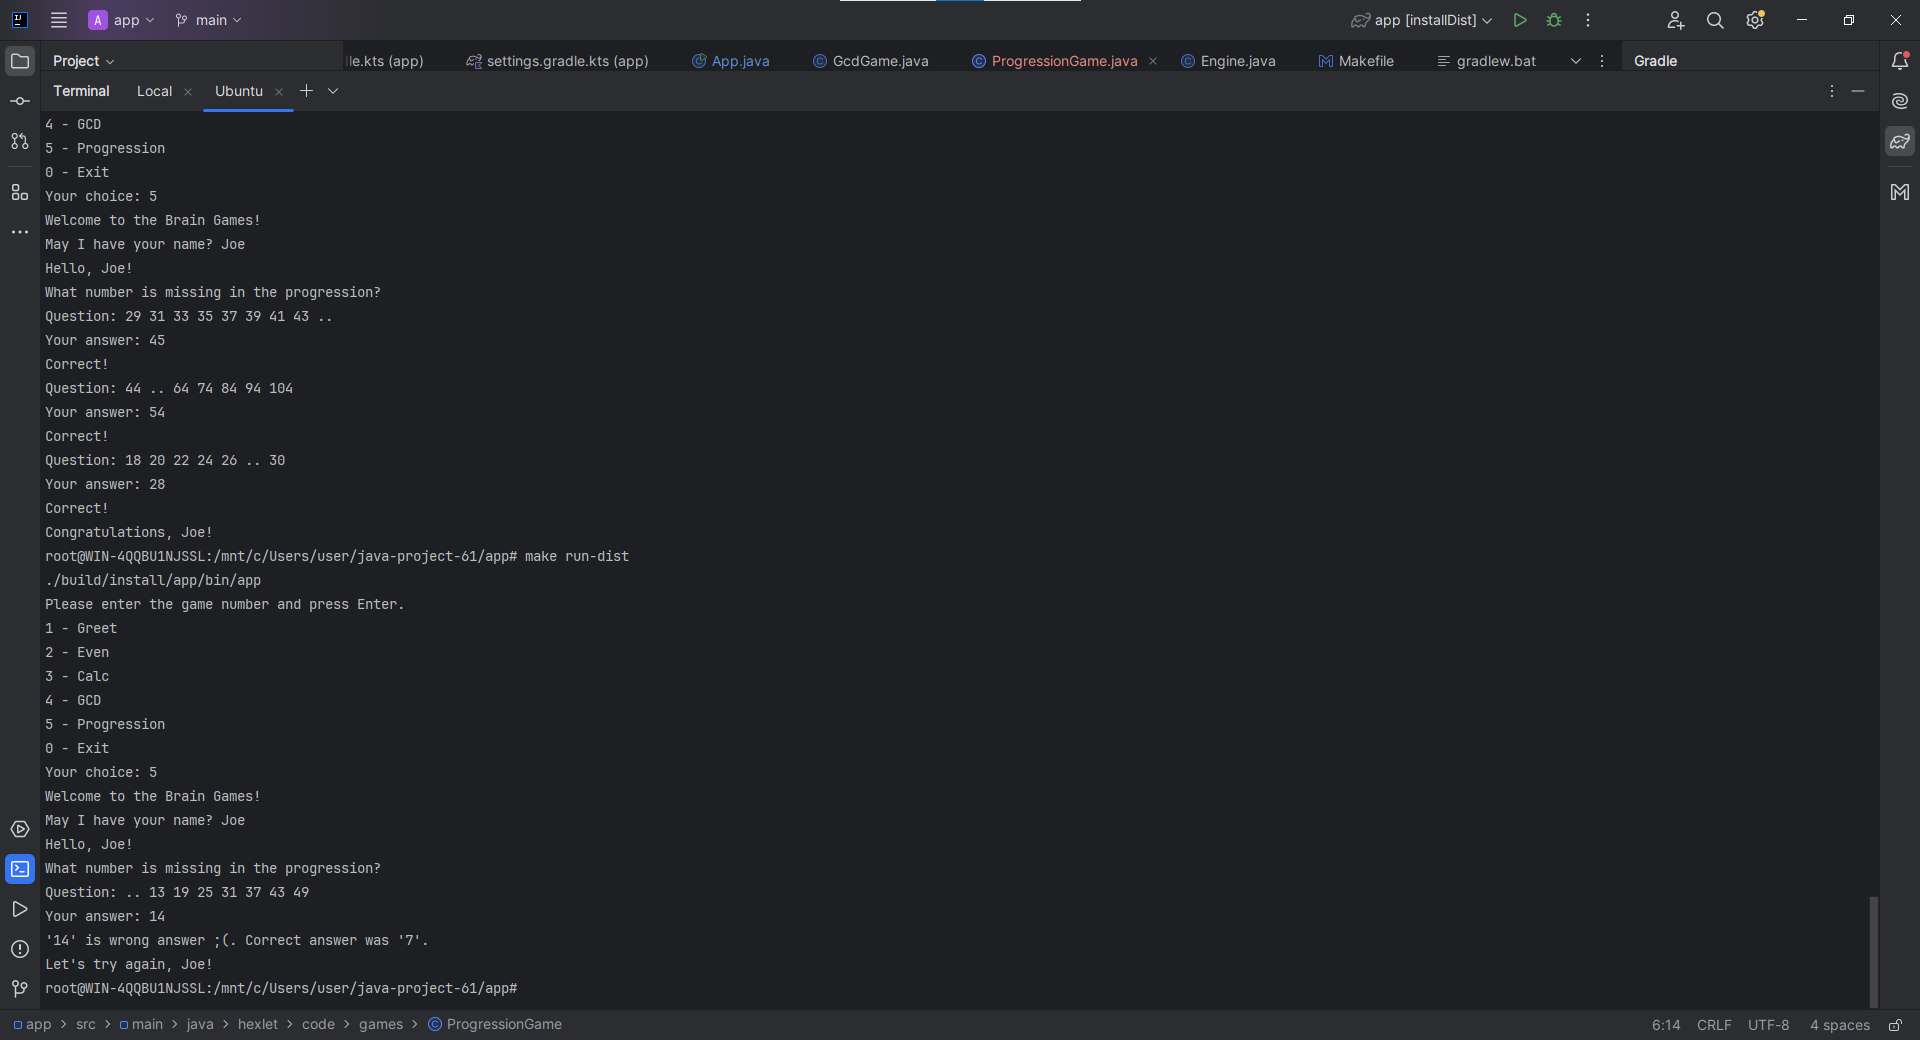 A app main app [installDist]
Project le.kts (app) settings.gradle.kts (app) App.java GcdGame.java ProgressionGame.java Engine.java Makefile gradlew.bat Gradle
Terminal Local Ubuntu
4 - GCD
5 - Progression
0 - Exit
Your choice: 5
Welcome to the Brain Games!
May I have your name? Joe
Hello, Joe!
What number is missing in the progression?
Question: 29 31 33 35 37 39 41 43 ..
Your answer: 45
Correct!
Question: 44 .. 64 74 84 94 104
Your answer: 54
Correct!
Question: 18 20 22 24 26 .. 30
Your answer: 28
Correct!
Congratulations, Joe!
root@WIN-4QQBU1NJSSL:/mnt/c/Users/user/java-project-61/app# make run-dist
./build/install/app/bin/app
Please enter the game number and press Enter.
1 - Greet
2 - Even
3 - Calc
4 - GCD
5 - Progression
0 - Exit
Your choice: 5
Welcome to the Brain Games!
May I have your name? Joe
Hello, Joe!
What number is missing in the progression?
Question: .. 13 19 25 31 37 43 49
Your answer: 14
'14' is wrong answer ;(. Correct answer was '7'.
Let's try again, Joe!
root@WIN-4QQBU1NJSSL:/mnt/c/Users/user/java-project-61/app#
app > src > main > java > hexlet > code > games > ProgressionGame 6:14 CRLF UTF-8 4 spaces